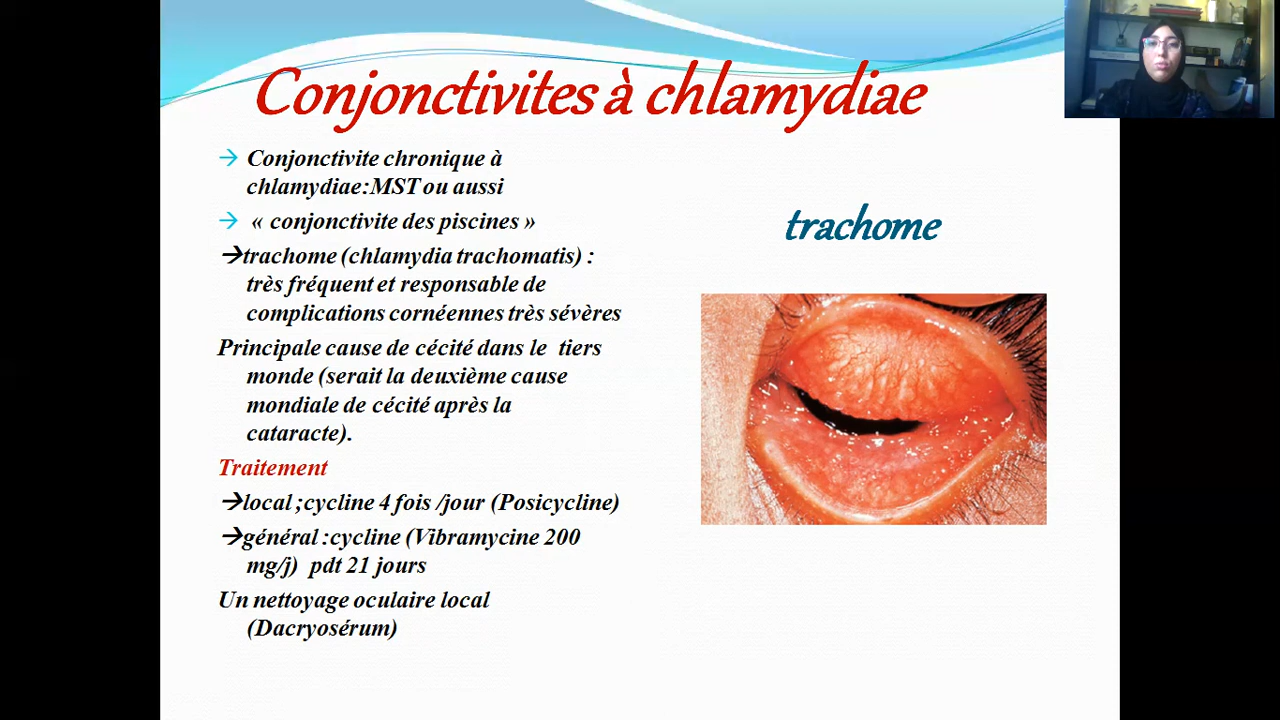 Conjonctivites à chlamydiae
→ Conjonctivite chronique à
chlamydiae:MST ou aussi
→ « conjonctivite des piscines »
→trachome (chlamydia trachomatis) :
très fréquent et responsable de
complications cornéennes très sévères
Principale cause de cécité dans le tiers
monde (serait la deuxième cause
mondiale de cécité après la
cataracte).
Traitement
→local ;cycline 4 fois /jour (Posicycline)
→général :cycline (Vibramycine 200
mg/j) pdt 21 jours
Un nettoyage oculaire local
(Dacryosérum)
trachome